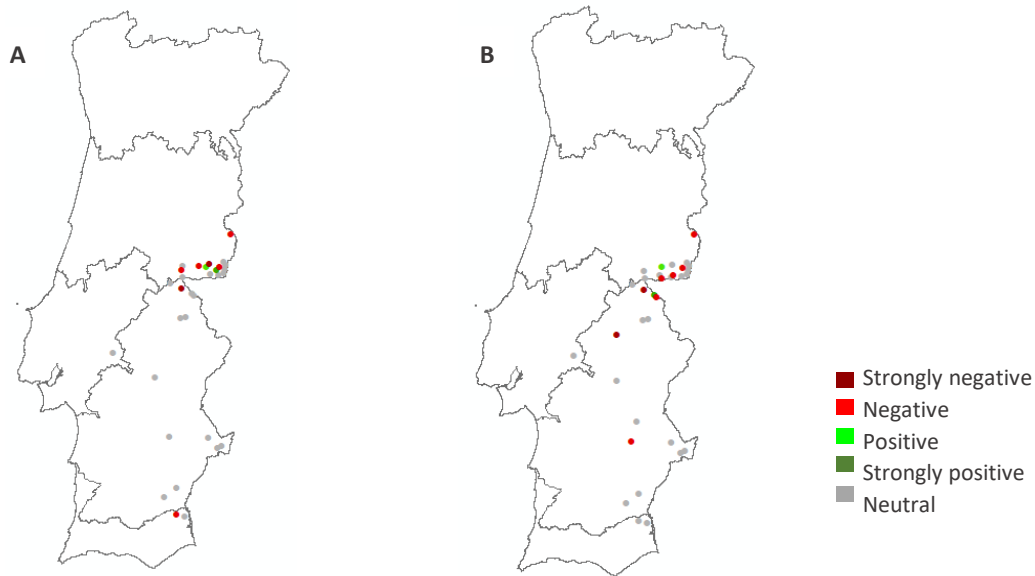 A
B
Strongly negative
Negative
Positive
Strongly positive
Neutral